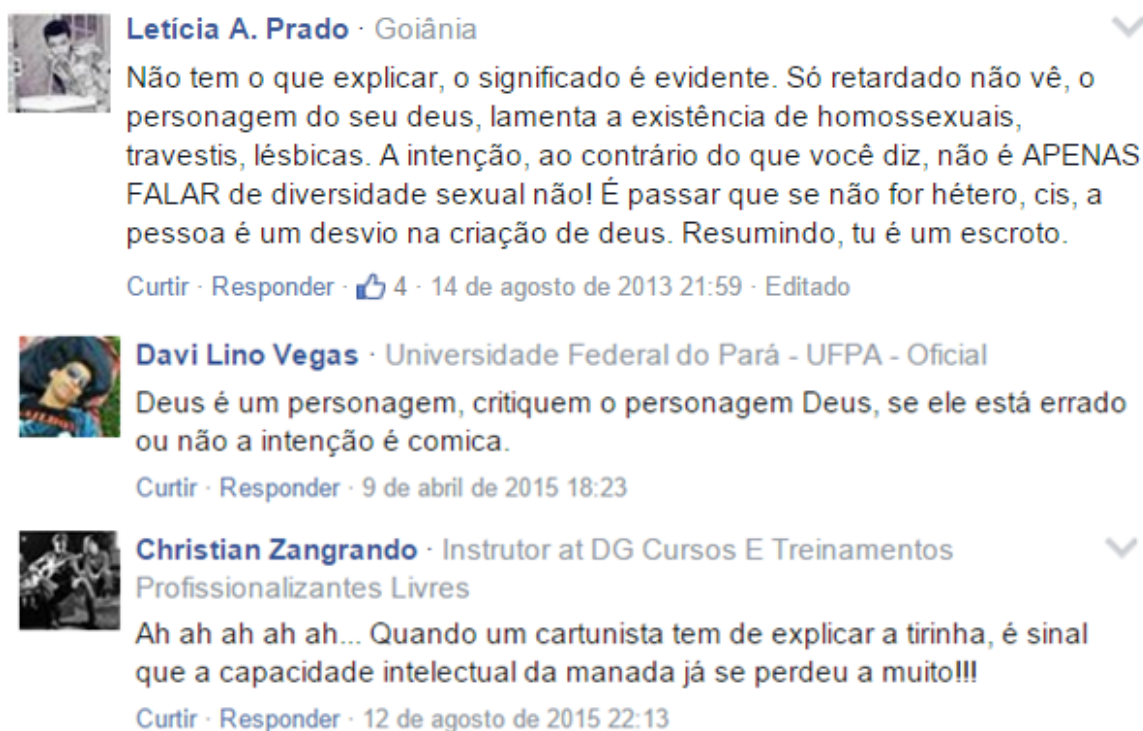 Letícia A. Prado · Goiânia
Não tem o que explicar, o significado é evidente. Só retardado não vê, o
personagem do seu deus, lamenta a existência de homossexuais,
travestis, lésbicas. A intenção, ao contrário do que você diz, não é APENAS
FALAR de diversidade sexual não! É passar que se não for hétero, cis, a
pessoa é um desvio na criação de deus. Resumindo, tu é um escroto.
Curtir · Responder · 4 · 14 de agosto de 2013 21:59 · Editado
Davi Lino Vegas · Universidade Federal do Pará - UFPA - Oficial
Deus é um personagem, critiquem o personagem Deus, se ele está errado
ou não a intenção é comica.
Curtir · Responder · 9 de abril de 2015 18:23
Christian Zangrando · Instrutor at DG Cursos E Treinamentos
Profissionalizantes Livres
Ah ah ah ah ah... Quando um cartunista tem de explicar a tirinha, é sinal
que a capacidade intelectual da manada já se perdeu a muito!!!
Curtir · Responder · 12 de agosto de 2015 22:13